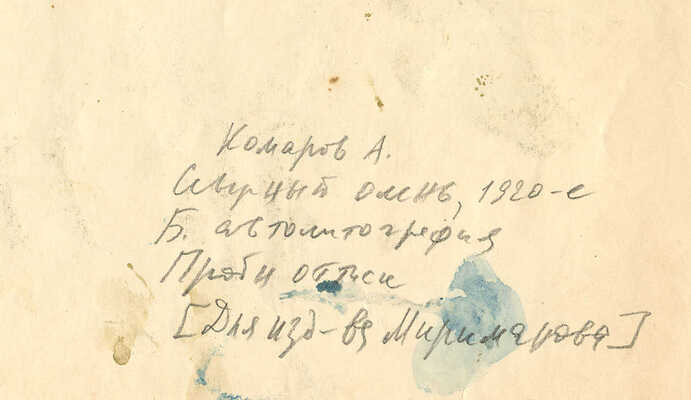 Комаров А.
Северный олень, 1920-е
Б. автолитография
Пробн оттиск
[Для изд-ва Мириманова]